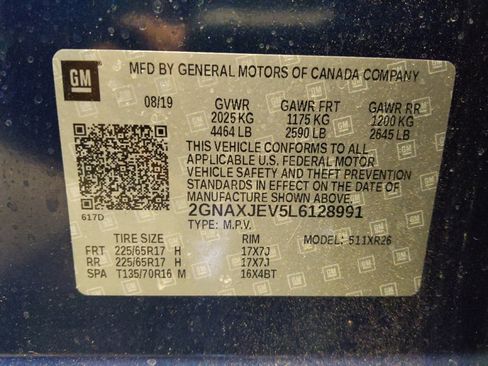 GM MFD BY GENERAL MOTORS OF CANADA COMPANY
08/19 GVWR GAWR FRT GAWR RR
2025 KG 1175 KG 1200 KG
4464 LB 2590 LB 2645 LB
THIS VEHICLE CONFORMS TO ALL
APPLICABLE U.S. FEDERAL MOTOR
VEHICLE SAFETY AND THEFT PREVENTION
STANDARDS IN EFFECT ON THE DATE OF
MANUFACTURE SHOWN ABOVE.
617D 2GNAXJEV5L6128991
TYPE: M.P.V.
TIRE SIZE RIM MODEL: 511XR26
FRT 225/65R17 H 17X7J
RR 225/65R17 H 17X7J
SPA T135/70R16 M 16X4BT